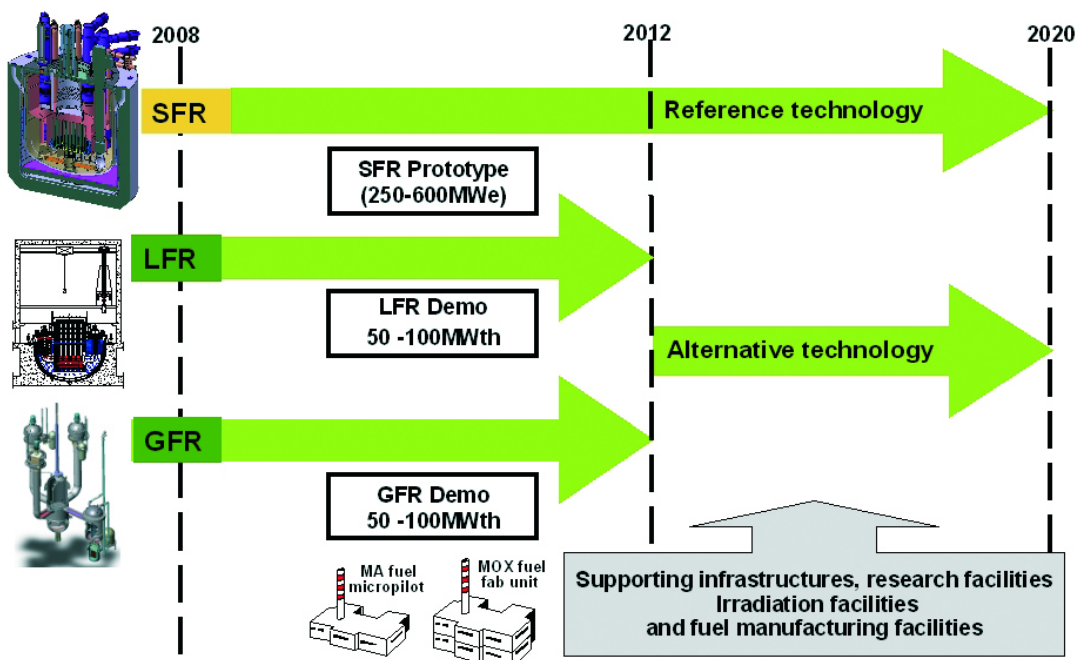 2008
2012
2020
SFR
Reference technology
SFR Prototype
(250-600MWe)
LFR
LFR Demo
50 -100MWth
Alternative technology
GFR
GFR Demo
50 -100MWth
MA fuel
micropilot
MOX fuel
fab unit
Supporting infrastructures, research facilities
Irradiation facilities
and fuel manufacturing facilities